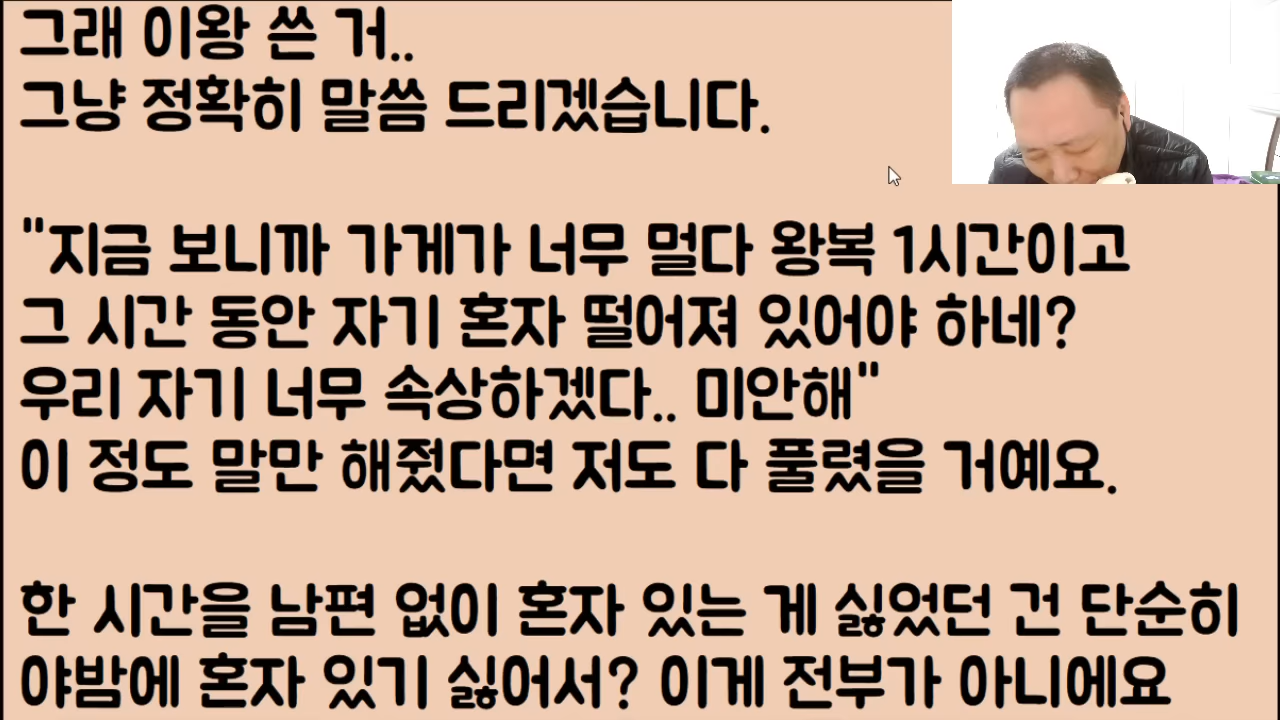 그래 이왕 쓴 거..
그냥 정확히 말씀 드리겠습니다.
"지금 보니까 가게가 너무 멀다 왕복 1시간이고
그 시간 동안 자기 혼자 떨어져 있어야 하네?
우리 자기 너무 속상하겠다.. 미안해"
이 정도 말만 해줬다면 저도 다 풀렸을 거예요.
한 시간을 남편 없이 혼자 있는 게 싫었던 건 단순히
야밤에 혼자 있기 싫어서? 이게 전부가 아니에요